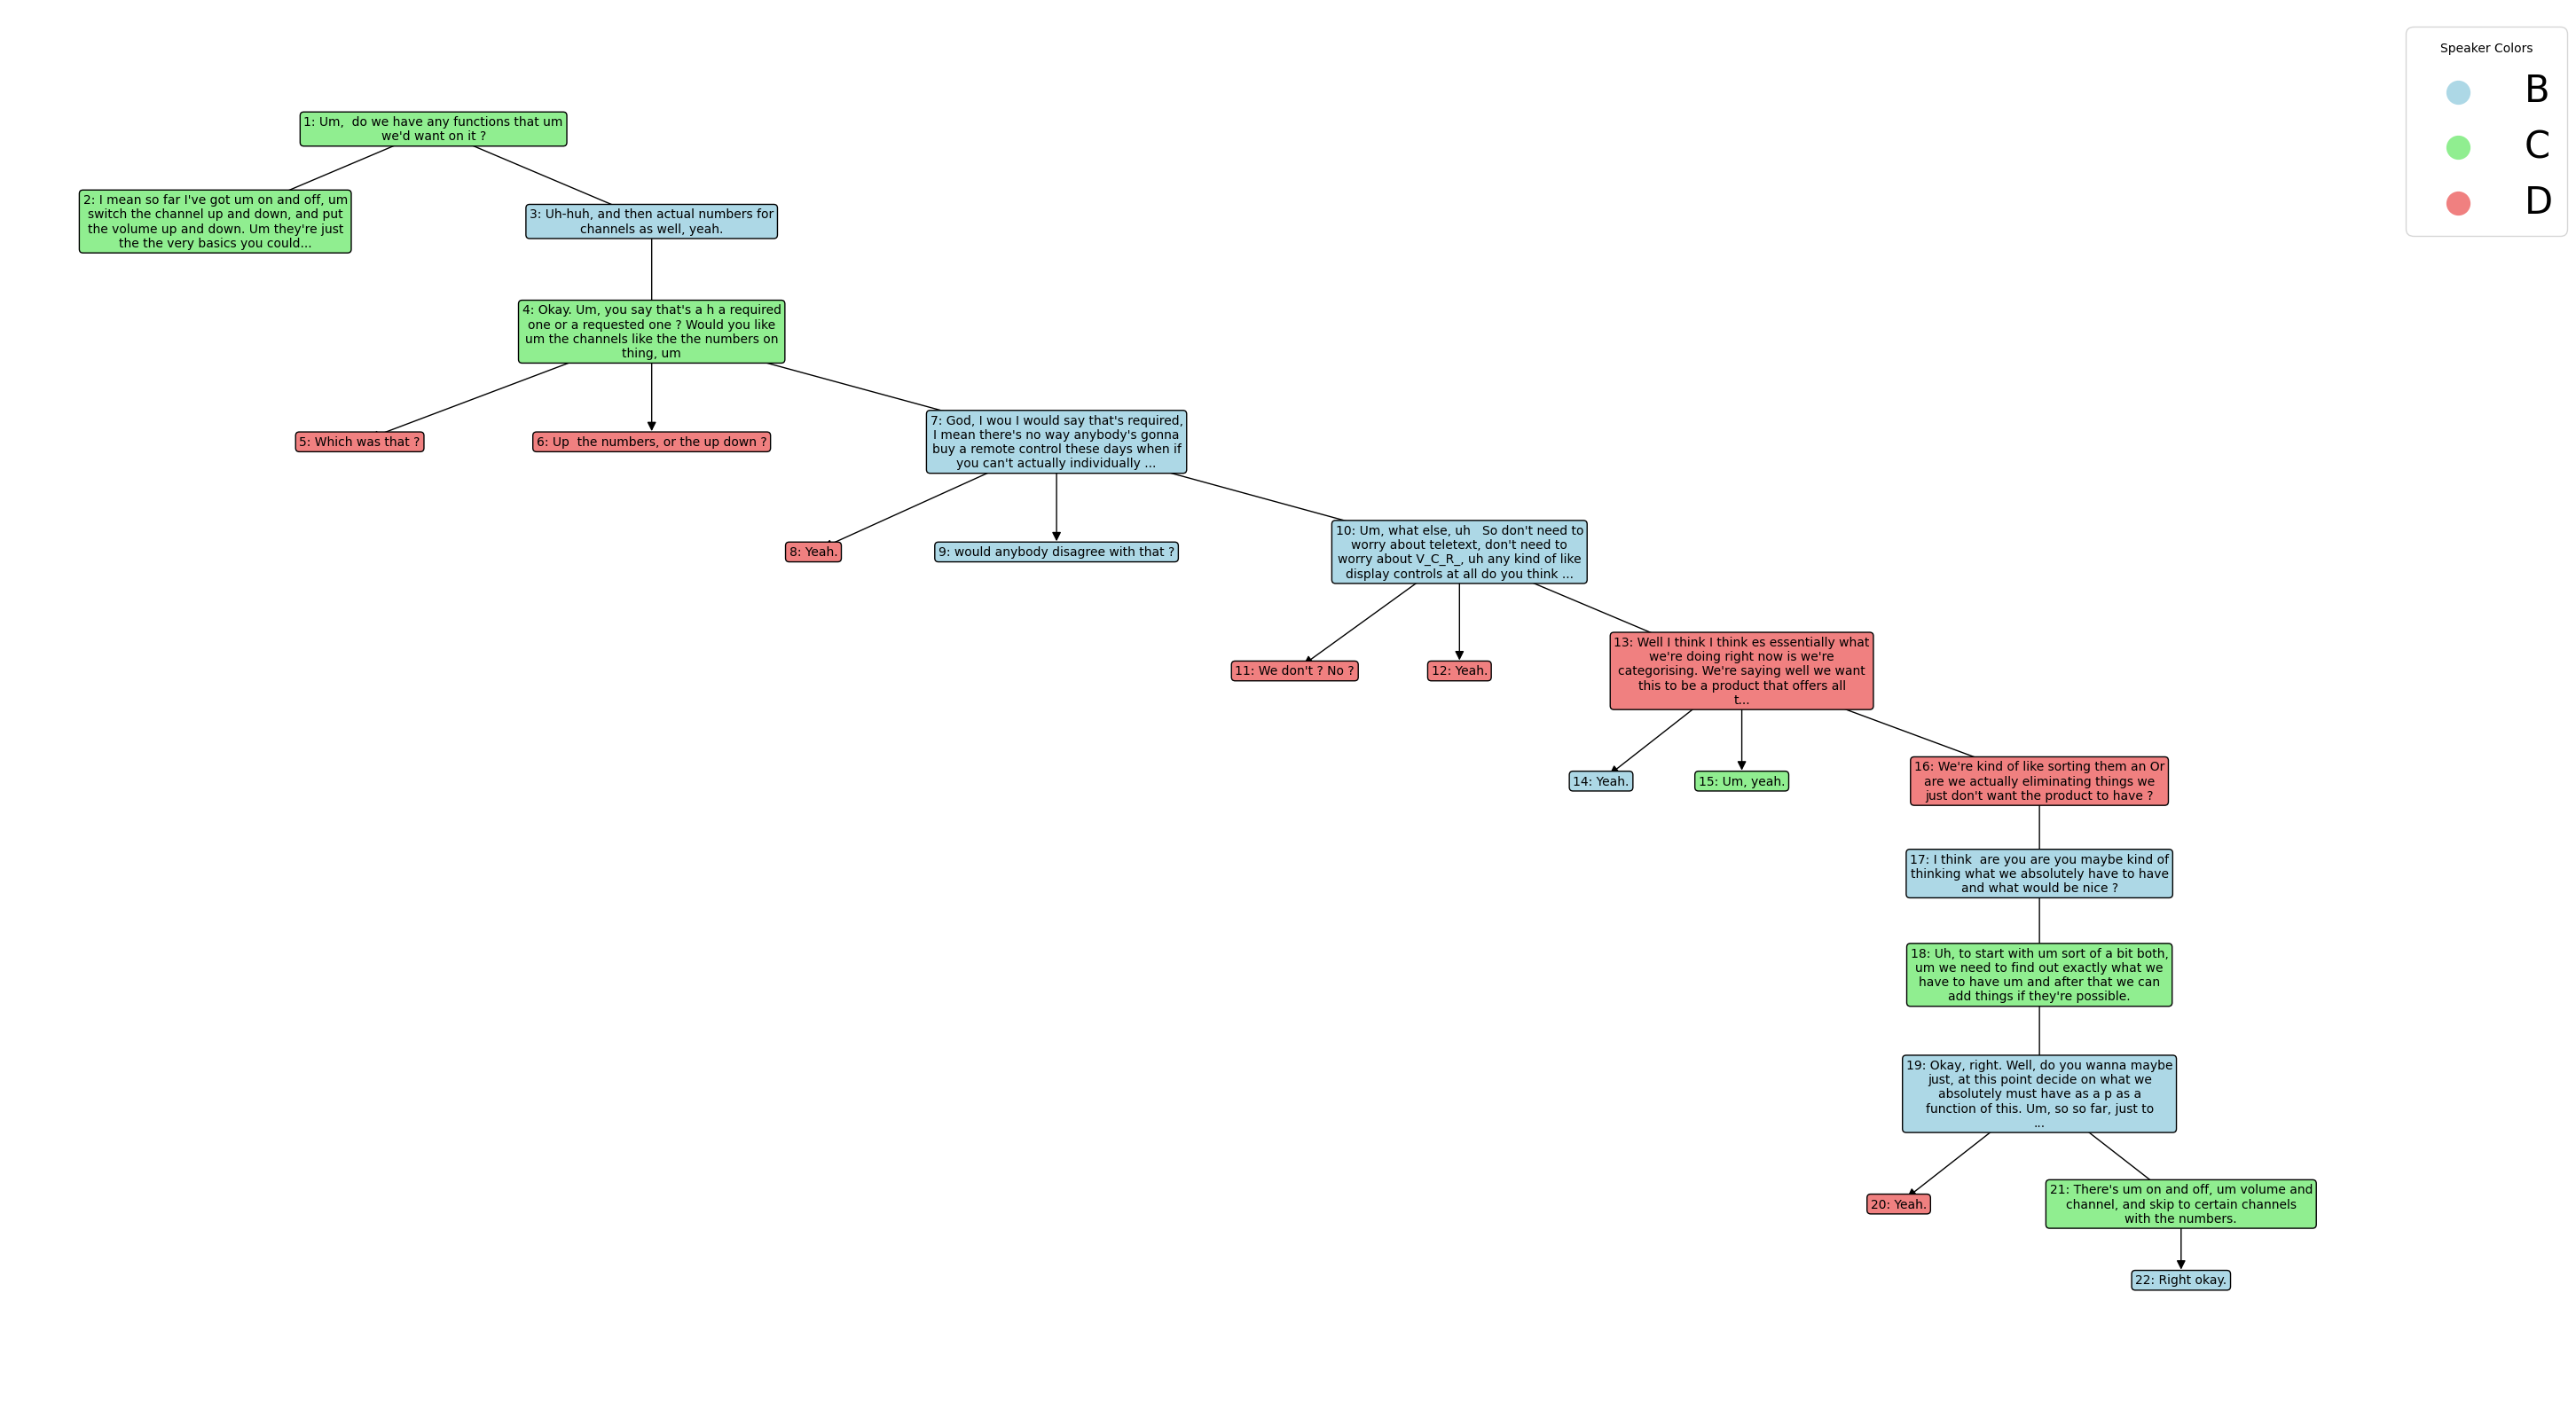 Speaker Colors
B
C
D
1: Um,  do we have any functions that um
we'd want on it ?
2: I mean so far I've got um on and off, um
switch the channel up and down, and put
the volume up and down. Um they're just
the the very basics you could...
3: Uh-huh, and then actual numbers for
channels as well, yeah.
4: Okay. Um, you say that's a h a required
one or a requested one ? Would you like
um the channels like the the numbers on
thing, um
5: Which was that ?
6: Up  the numbers, or the up down ?
7: God, I wou I would say that's required,
I mean there's no way anybody's gonna
buy a remote control these days when if
you can't actually individually ...
8: Yeah.
9: would anybody disagree with that ?
10: Um, what else, uh   So don't need to
worry about teletext, don't need to
worry about V_C_R_, uh any kind of like
display controls at all do you think ...
11: We don't ? No ?
12: Yeah.
13: Well I think I think es essentially what
we're doing right now is we're
categorising. We're saying well we want
this to be a product that offers all
t...
14: Yeah.
15: Um, yeah.
16: We're kind of like sorting them an Or
are we actually eliminating things we
just don't want the product to have ?
17: I think  are you are you maybe kind of
thinking what we absolutely have to have
and what would be nice ?
18: Uh, to start with um sort of a bit both,
um we need to find out exactly what we
have to have um and after that we can
add things if they're possible.
19: Okay, right. Well, do you wanna maybe
just, at this point decide on what we
absolutely must have as a p as a
function of this. Um, so so far, just to
...
20: Yeah.
21: There's um on and off, um volume and
channel, and skip to certain channels
with the numbers.
22: Right okay.